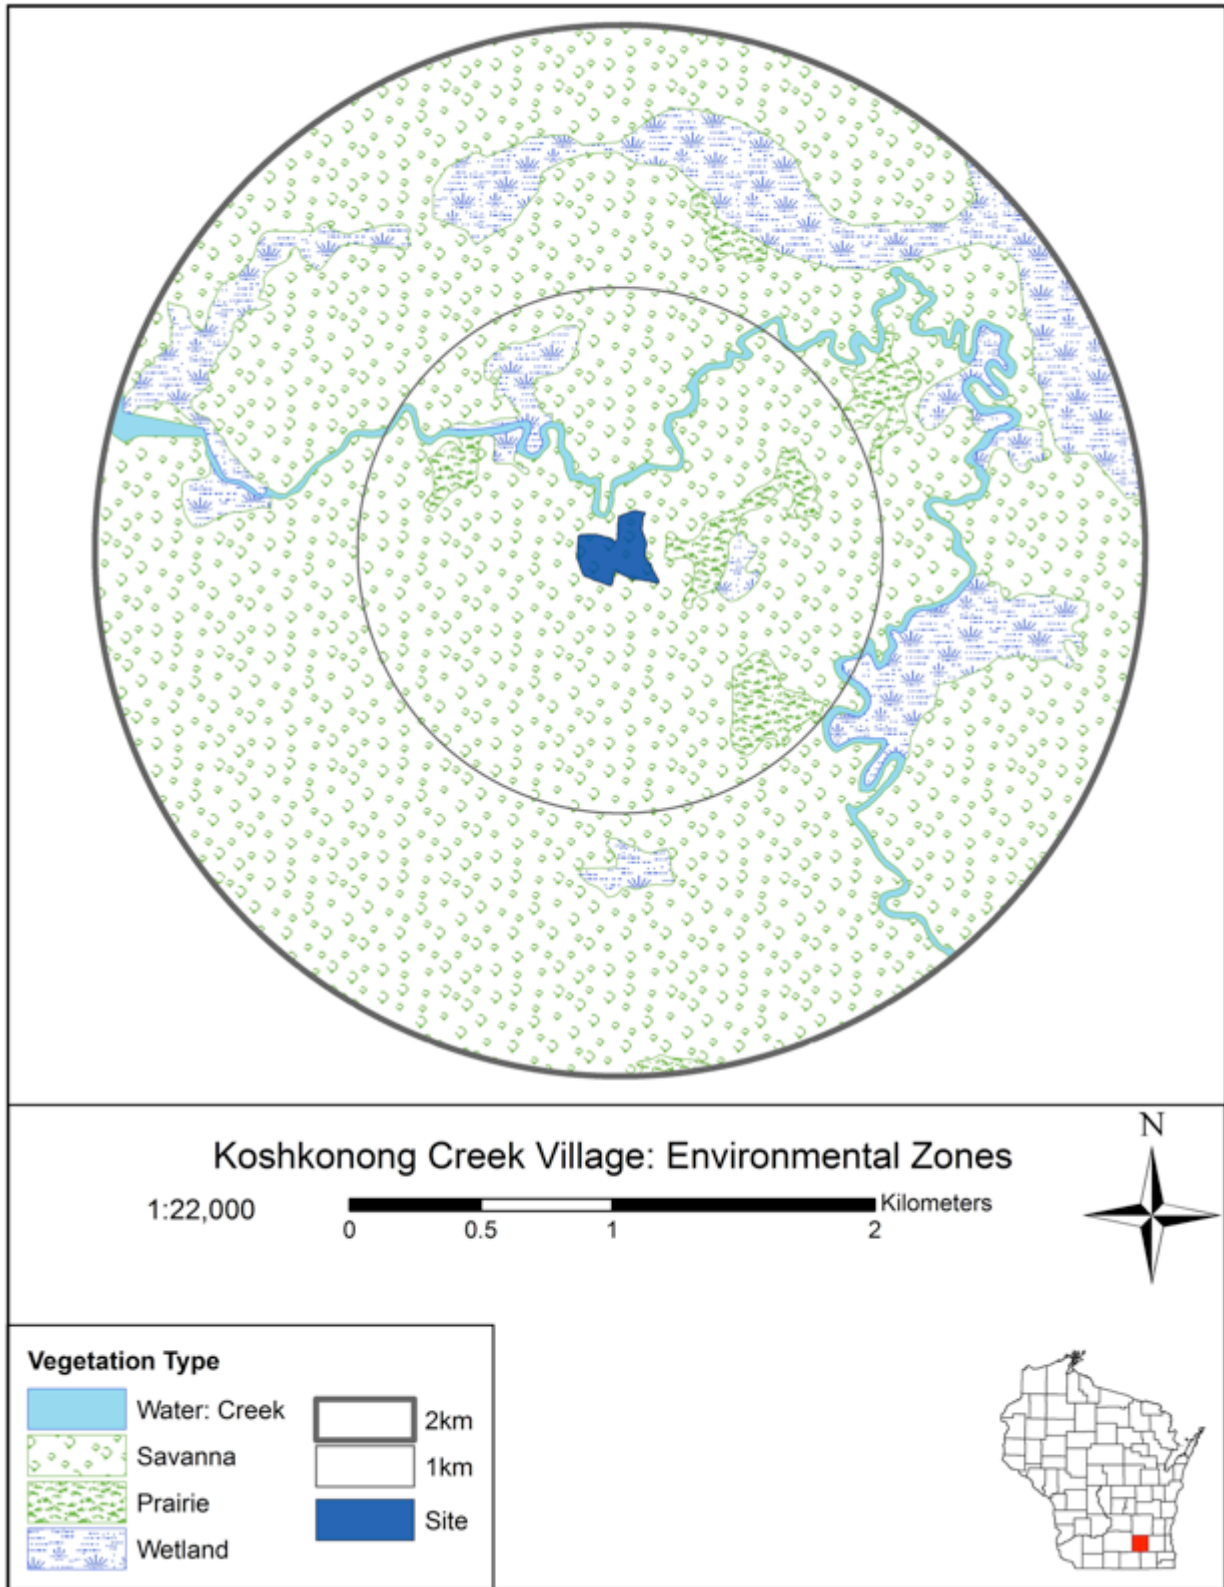 N
Koshkonong Creek Village: Environmental Zones
1:22,000
Kilometers
0 0.5 1 2
Vegetation Type
Water: Creek
Savanna
Prairie
Wetland
2km
1km
Site